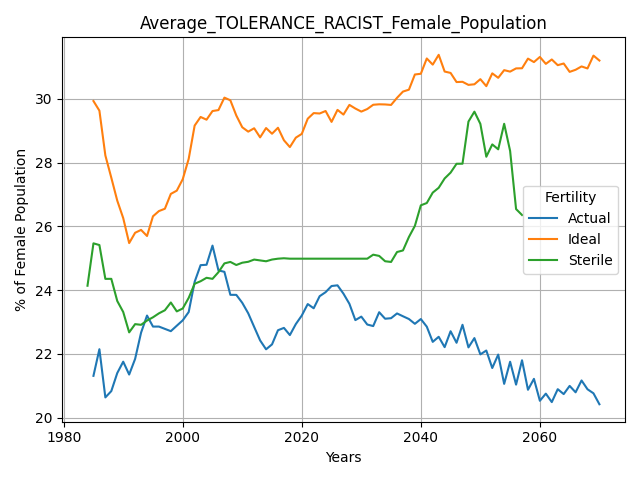 Average_TOLERANCE_RACIST_Female_Population
% of Female Population
30
28
26
24
22
20
Fertility
Actual
Ideal
Sterile
1980
2000
2020
2040
2060
Years